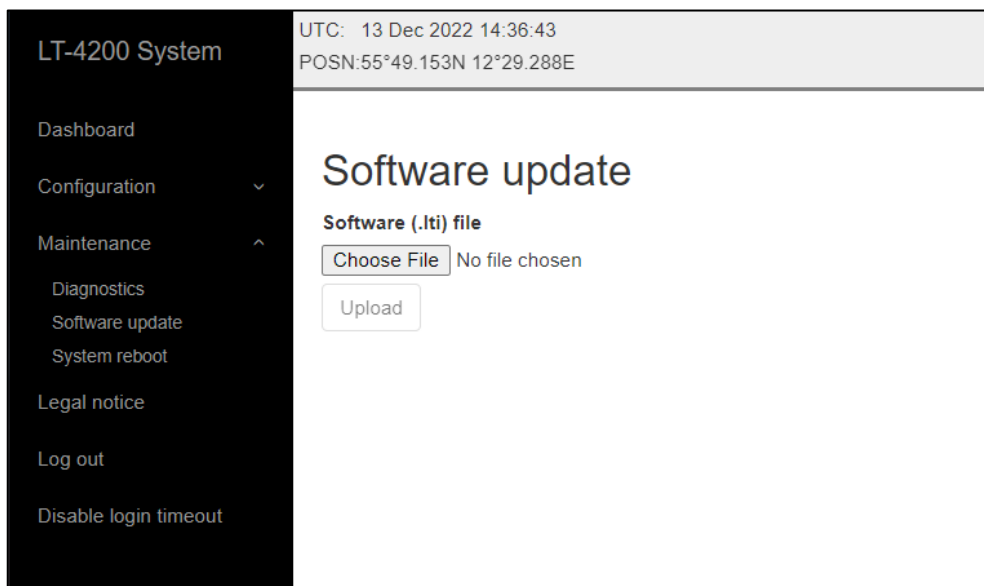 LT-4200 System
Dashboard
Configuration
Maintenance
Diagnostics
Software update
System reboot
Legal notice
Log out
Disable login timeout
UTC: 13 Dec 2022 14:36:43
POSN:55°49.153N 12°29.288E
Software update
Software (.lti) file
Choose File No file chosen
Upload